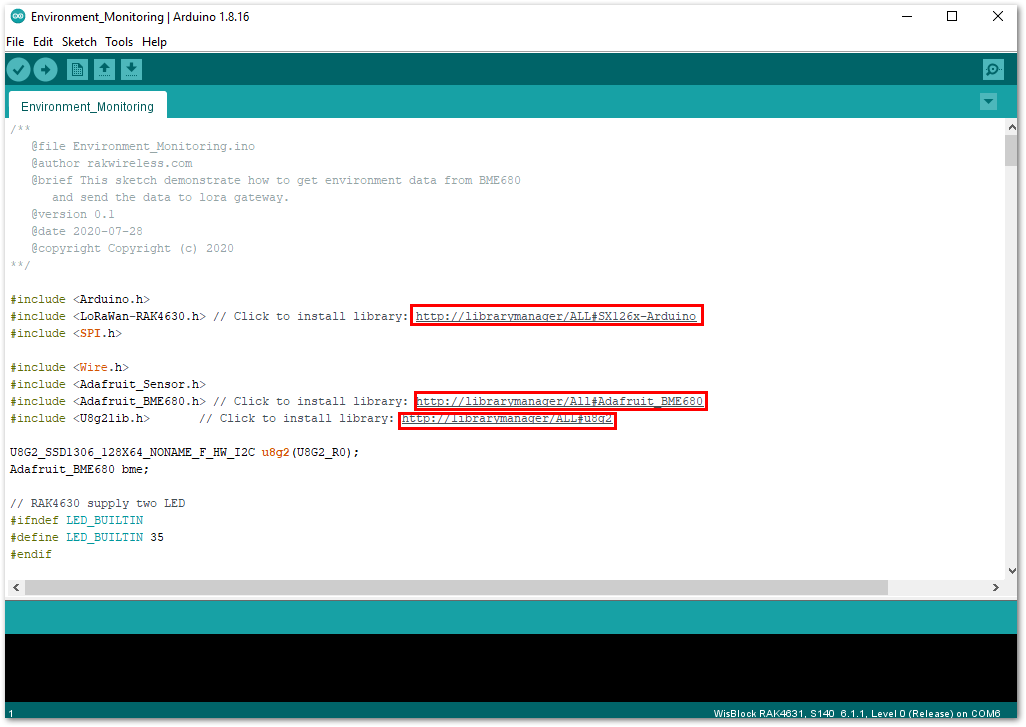 Environment_Monitoring | Arduino 1.8.16
File Edit Sketch Tools Help
Environment_Monitoring
/**
   @file Environment_Monitoring.ino
   @author rakwireless.com
   @brief This sketch demonstrate how to get environment data from BME680
      and send the data to lora gateway.
   @version 0.1
   @date 2020-07-28
   @copyright Copyright (c) 2020
**/
#include <Arduino.h>
#include <LoRaWan-RAK4630.h> // Click to install library: http://librarymanager/ALL#SX126x-Arduino
#include <SPI.h>
#include <Wire.h>
#include <Adafruit_Sensor.h>
#include <Adafruit_BME680.h> // Click to install library: http://librarymanager/All#Adafruit_BME680
#include <U8g2lib.h>       // Click to install library: http://librarymanager/ALL#u8g2
U8G2_SSD1306_128X64_NONAME_F_HW_I2C u8g2(U8G2_R0);
Adafruit_BME680 bme;
// RAK4630 supply two LED
#ifndef LED_BUILTIN
#define LED_BUILTIN 35
#endif
1 WisBlock RAK4631, S140 6.1.1, Level 0 (Release) on COM6